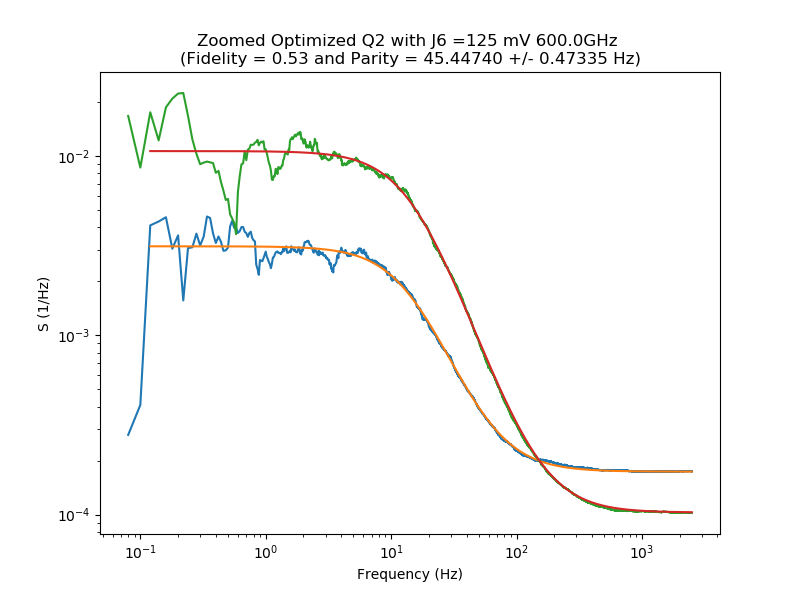 Zoomed Optimized Q2 with J6 =125 mV 600.0GHz
(Fidelity = 0.53 and Parity = 45.44740 +/- 0.47335 Hz)
S (1/Hz)
10⁻²
10⁻³
10⁻⁴
10⁻¹ 10⁰ 10¹ 10² 10³
Frequency (Hz)